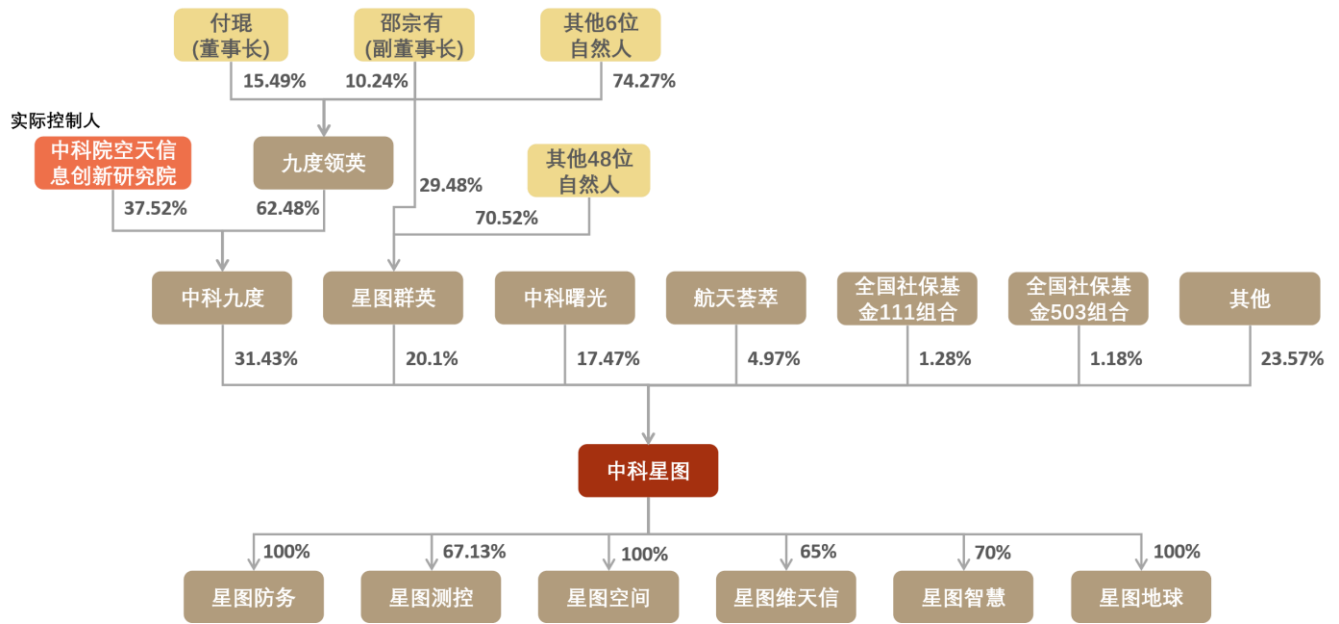 付琨
(董事长)
邵宗有
(副董事长)
其他6位
自然人
15.49%
10.24%
74.27%
实际控制人
中科院空天信
息创新研究院
九度领英
其他48位
自然人
29.48%
37.52%
62.48%
70.52%
中科九度
星图群英
中科曙光
航天荟萃
全国社保基
金111组合
全国社保基
金503组合
其他
31.43%
20.1%
17.47%
4.97%
1.28%
1.18%
23.57%
中科星图
100%
67.13%
100%
65%
70%
100%
星图防务
星图测控
星图空间
星图维天信
星图智慧
星图地球